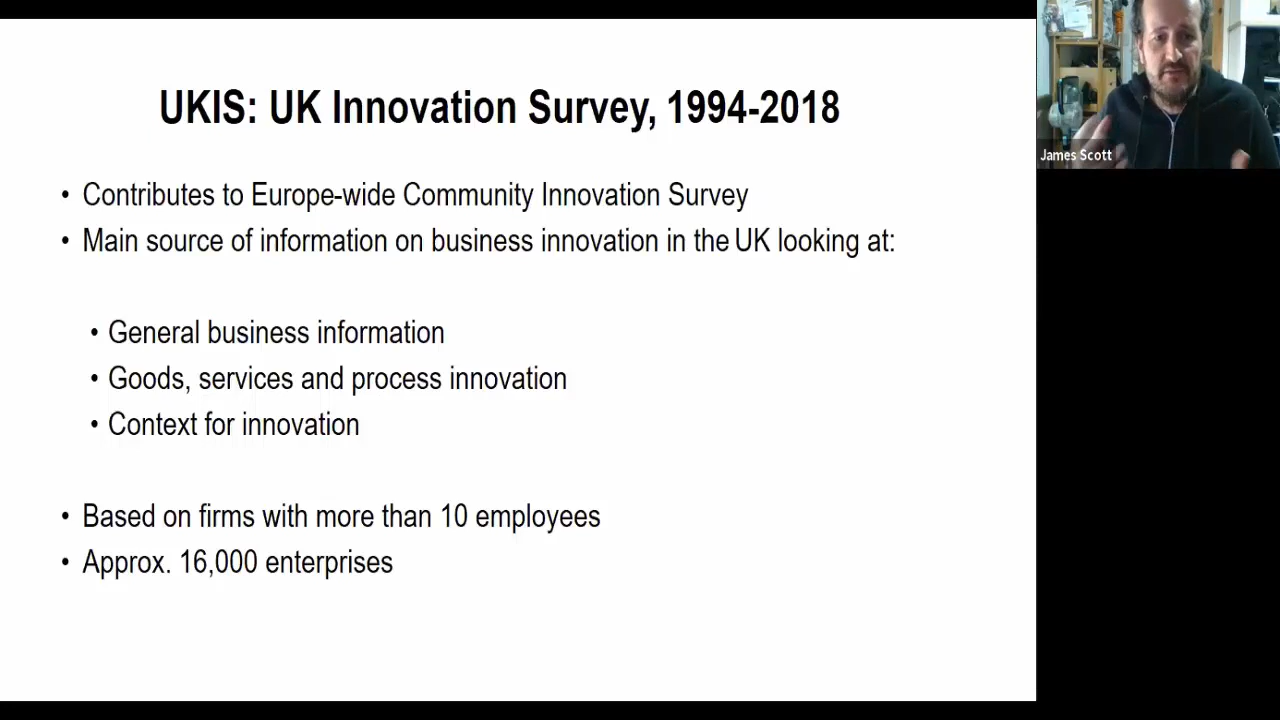 UKIS: UK Innovation Survey, 1994-2018
• Contributes to Europe-wide Community Innovation Survey
• Main source of information on business innovation in the UK looking at:
• General business information
• Goods, services and process innovation
• Context for innovation
• Based on firms with more than 10 employees
• Approx. 16,000 enterprises
James Scott